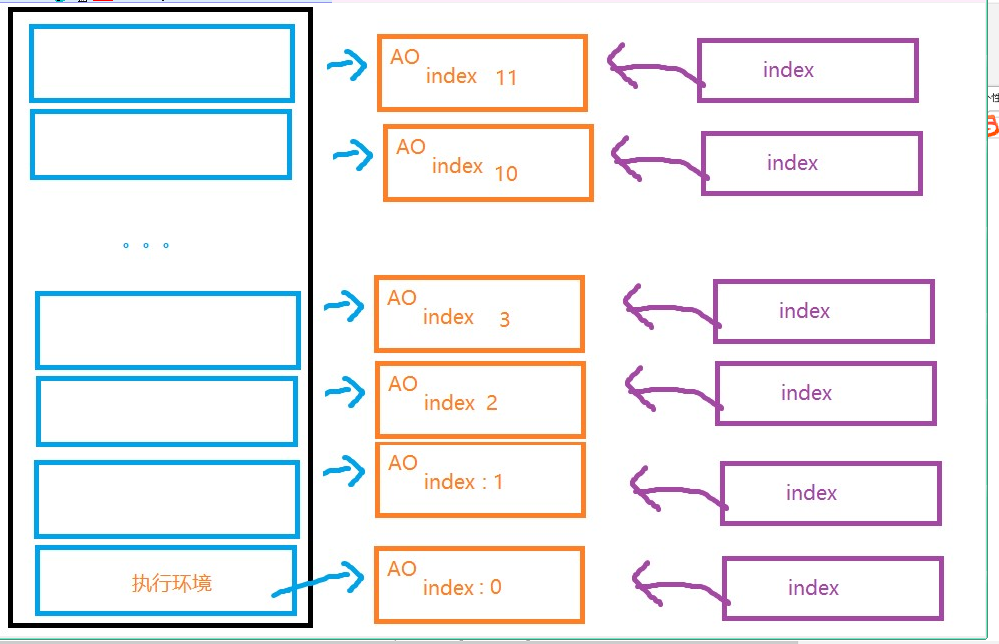 AO
index 11
index
AO
index 10
index
。。。
AO
index 3
index
AO
index 2
index
AO
index : 1
index
执行环境
AO
index : 0
index